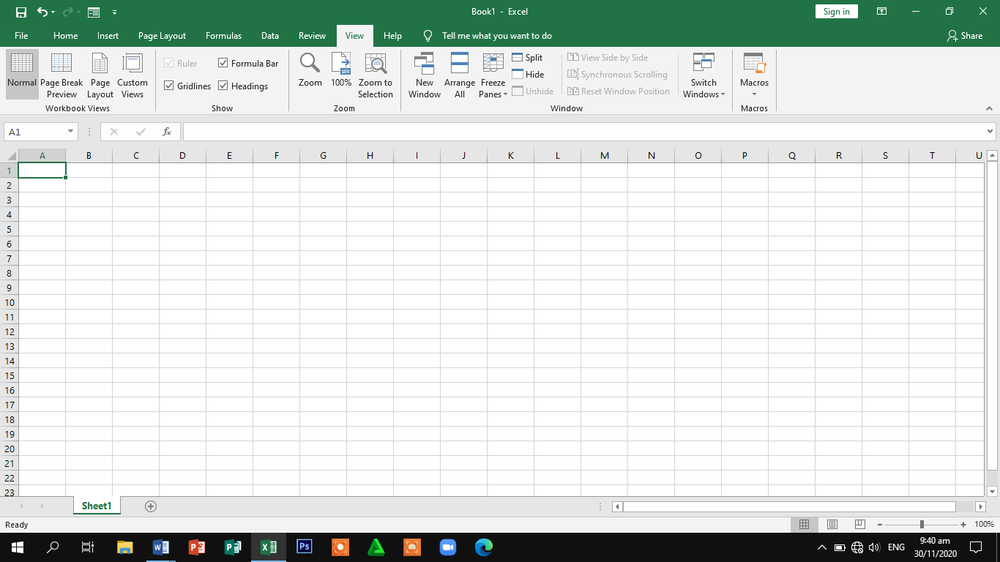 Book1 - Excel
Sign in
File Home Insert Page Layout Formulas Data Review View Help Tell me what you want to do Share
Normal
Page Break Preview
Page Layout
Custom Views
Workbook Views
Ruler
Formula Bar
Gridlines
Headings
Show
Zoom
100
100%
Zoom to Selection
Zoom
New Window
Arrange All
Freeze Panes
Split
Hide
Unhide
View Side by Side
Synchronous Scrolling
Reset Window Position
Switch Windows
Window
Macros
Macros
A1
fx
A B C D E F G H I J K L M N O P Q R S T U
1
2
3
4
5
6
7
8
9
10
11
12
13
14
15
16
17
18
19
20
21
22
23
Sheet1
Ready
100%
W P P X Ps
ENG
9:40 am
30/11/2020